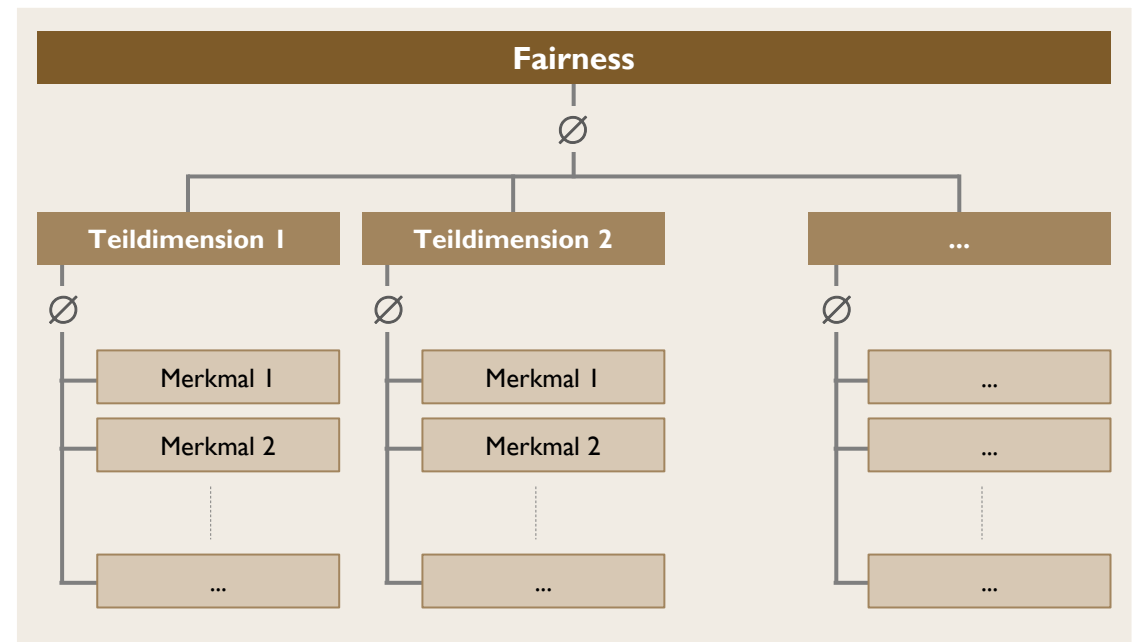 Fairness
Ø
Teildimension 1
Teildimension 2
...
Ø
Ø
Ø
Merkmal 1
Merkmal 1
...
Merkmal 2
Merkmal 2
...
...
...
...